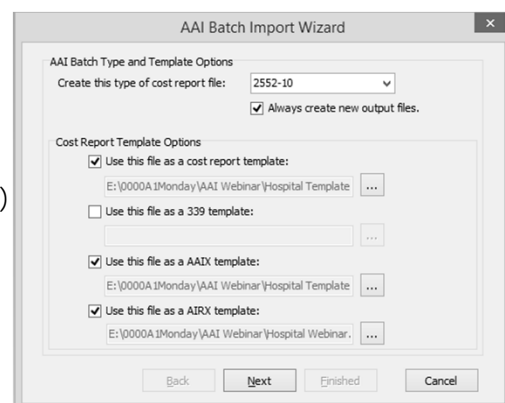 AAI Batch Import Wizard
×
AAI Batch Type and Template Options
Create this type of cost report file: 2552-10
Always create new output files.
Cost Report Template Options
Use this file as a cost report template:
)
E:\0000A1Monday\AAI Webinar\Hospital Template ...
Use this file as a 339 template:
...
Use this file as a AAIX template:
E:\0000A1Monday\AAI Webinar\Hospital Template ...
Use this file as a AIRX template:
E:\0000A1Monday\AAI Webinar\Hospital Webinar. ...
Back Next Finished Cancel